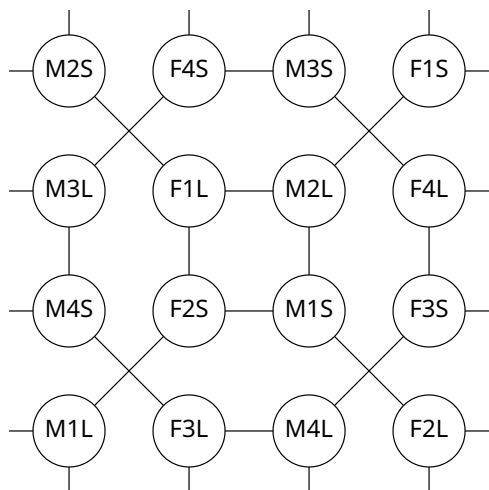 M2S F4S M3S F1S
M3L F1L M2L F4L
M4S F2S M1S F3S
M1L F3L M4L F2L